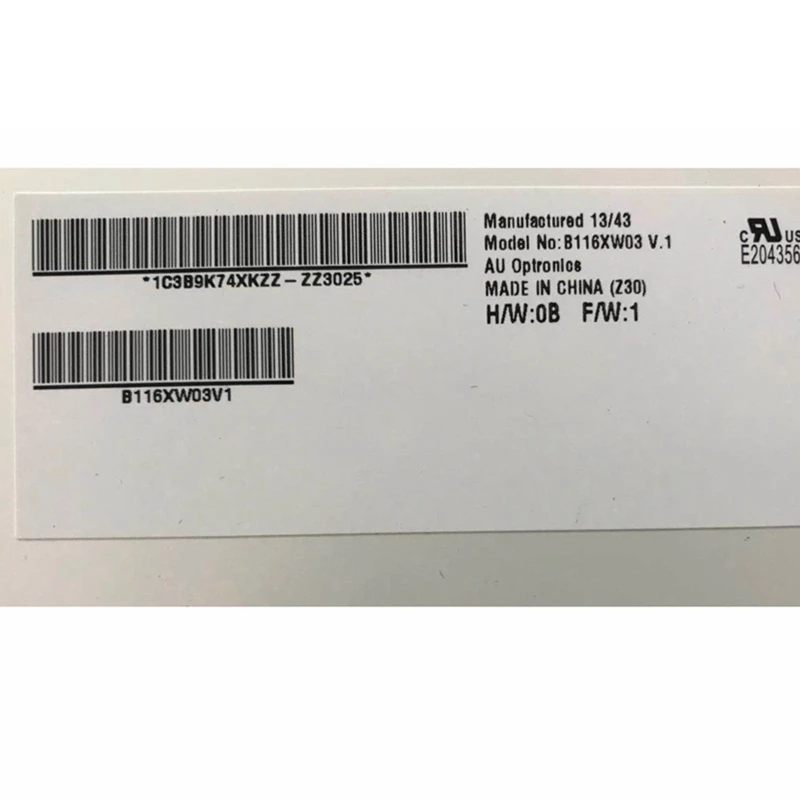 *1C3B9K74XKZZ-ZZ3025*
B116XW03V1
Manufactured 13/43
Model No:B116XW03 V.1
AU Optronics
MADE IN CHINA (Z30)
H/W:0B F/W:1
c RU US
E204356